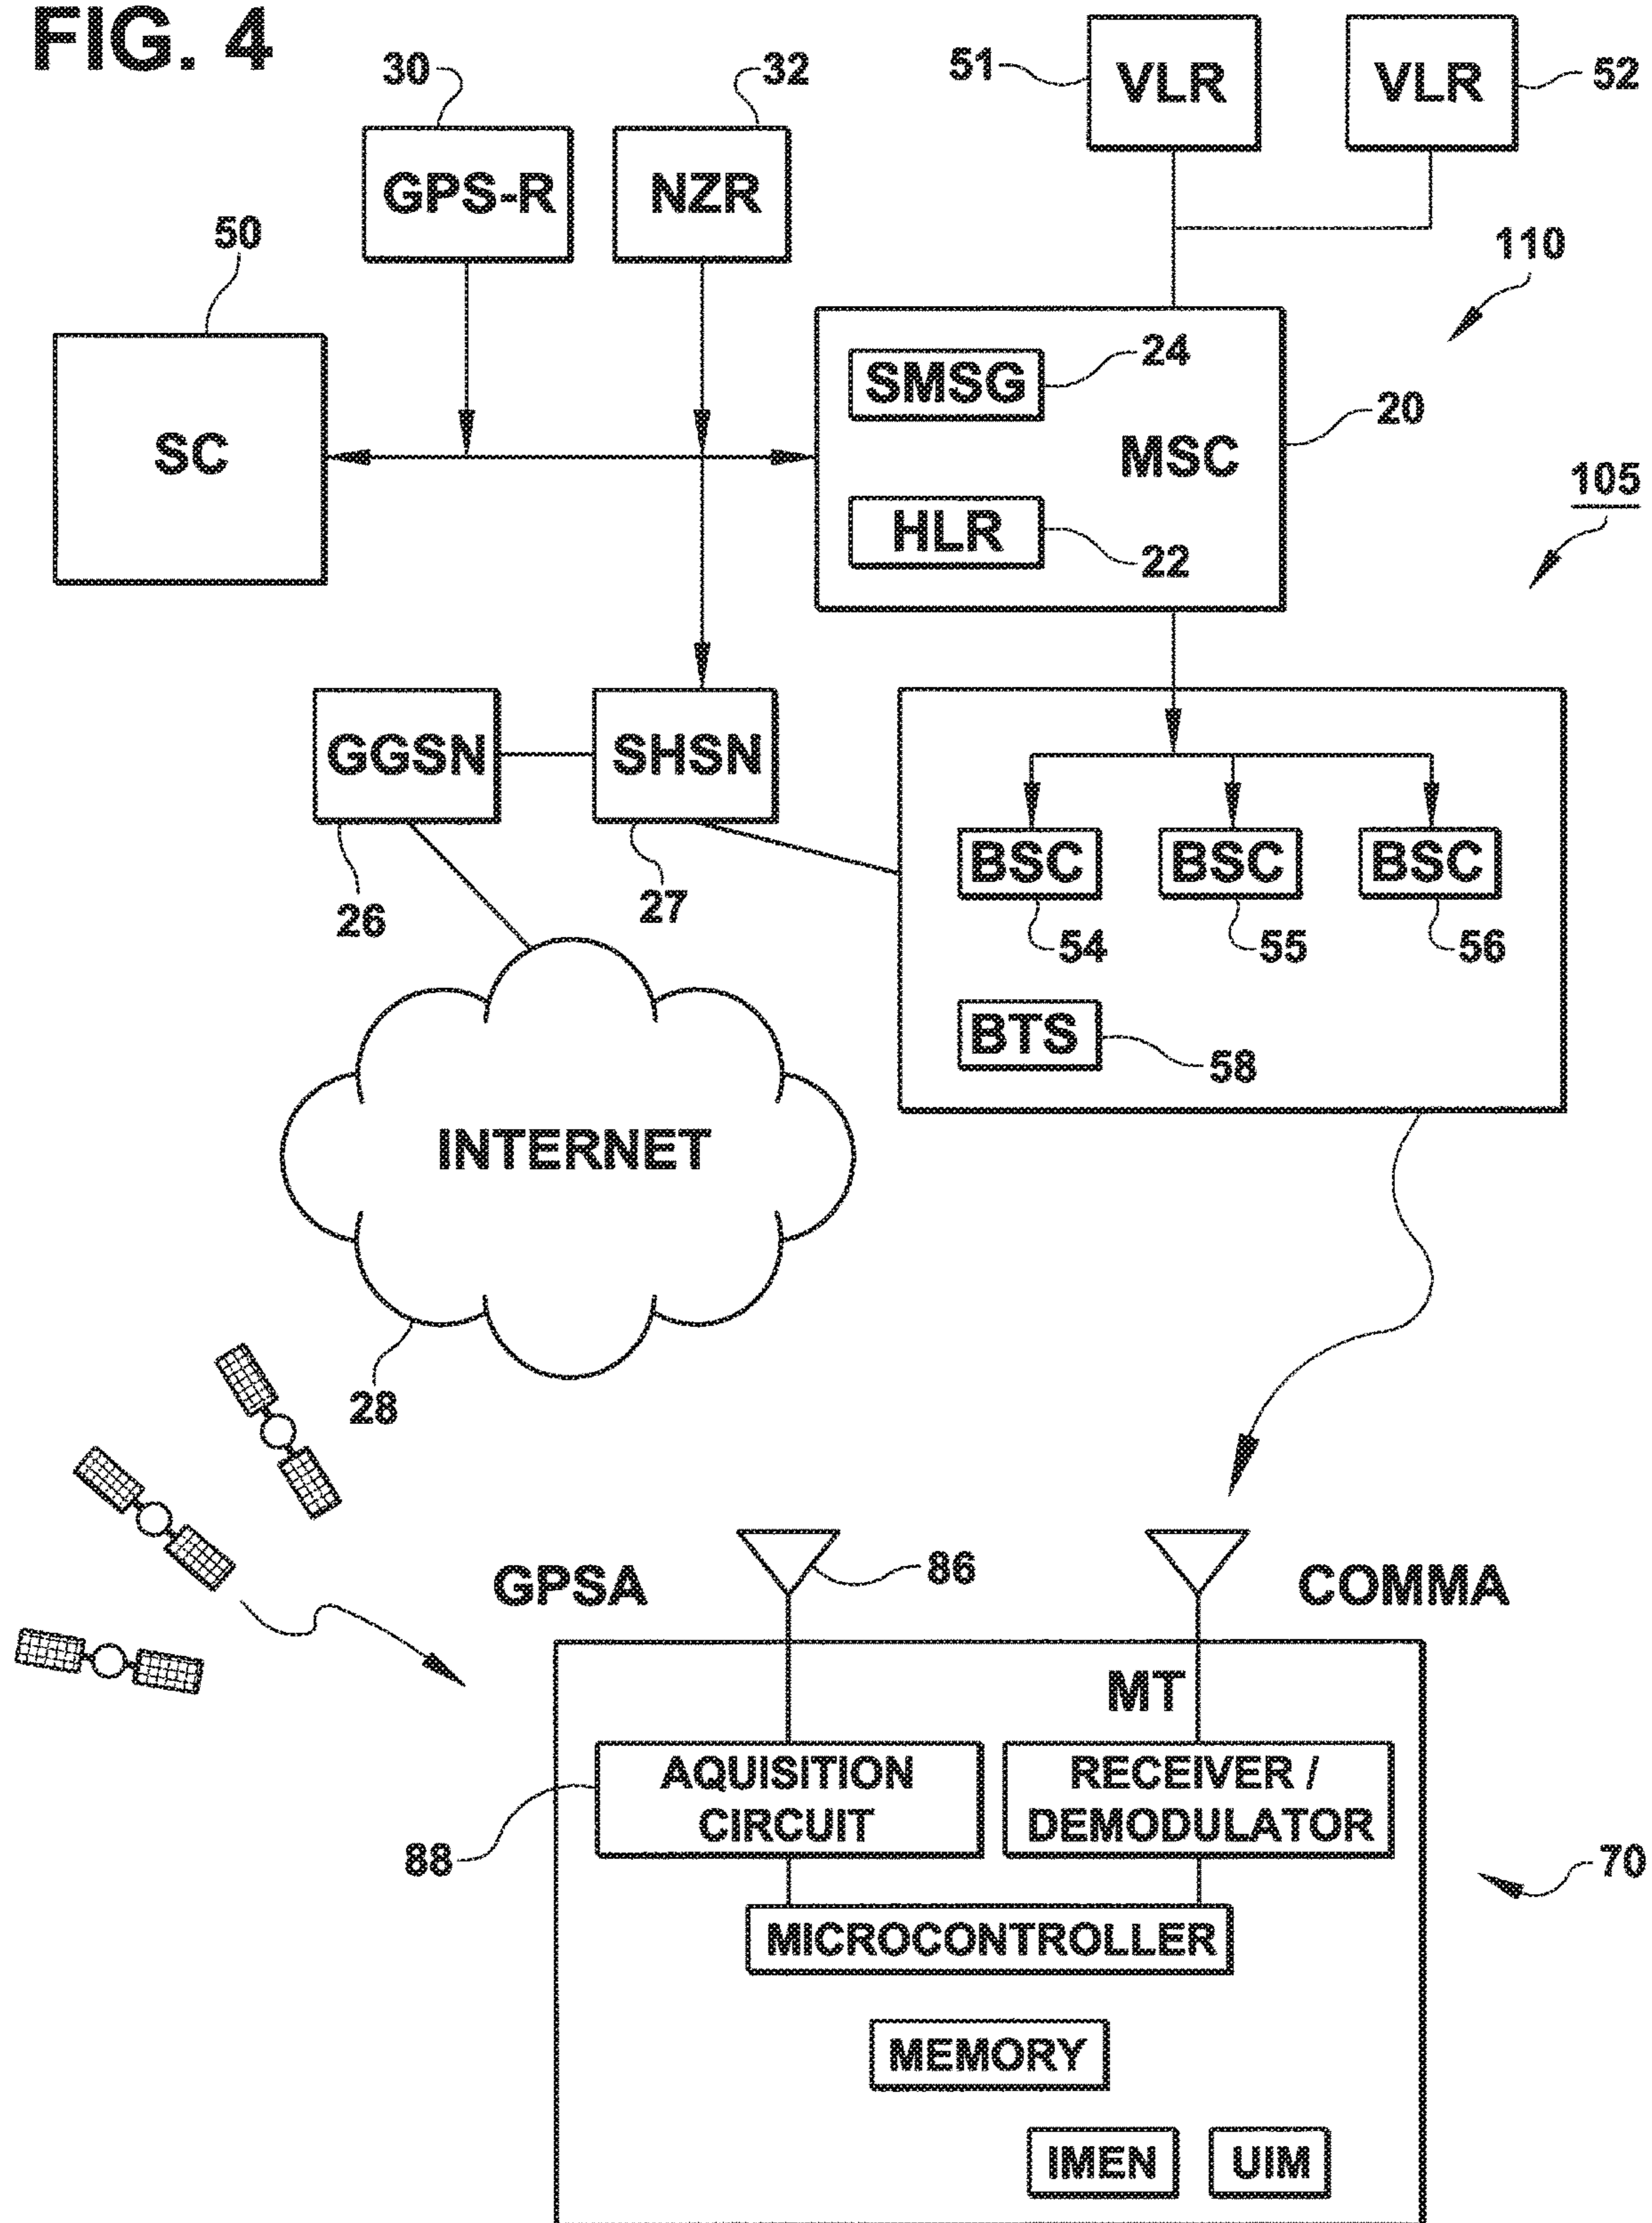 FIG. 4
30
32
51
VLR
VLR
52
GPS-R
NZR
50
110
SC
SMSG
24
MSC
20
HLR
22
105
GGSN
SHSN
26
27
BSC
BSC
BSC
54
55
56
BTS
58
INTERNET
28
GPSA
86
COMMA
MT
AQUISITION
CIRCUIT
RECEIVER /
DEMODULATOR
88
70
MICROCONTROLLER
MEMORY
IMEN
UIM